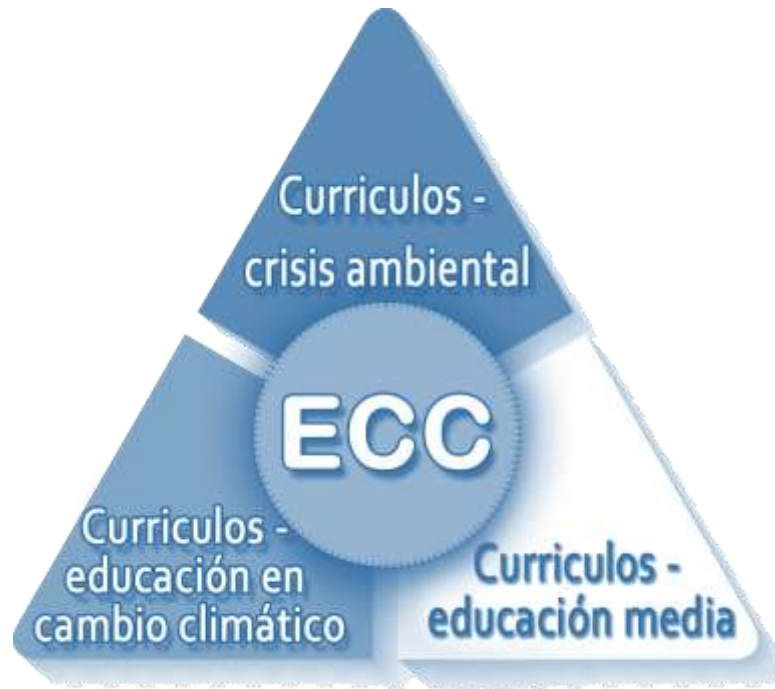 Curriculos -
crisis ambiental
ECC
Curriculos -
educación en
cambio climático
Curriculos -
educación media